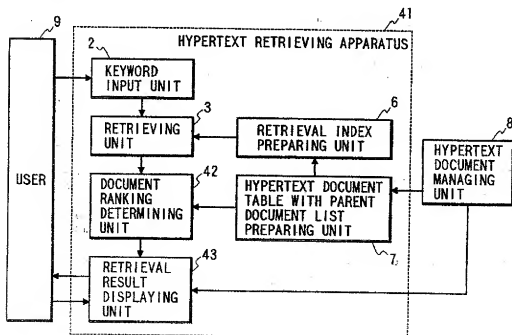 9
41
HYPERTEXT RETRIEVING APPARATUS
2
KEYWORD
INPUT UNIT
3
RETRIEVING
UNIT
6
RETRIEVAL INDEX
PREPARING UNIT
8
HYPERTEXT
DOCUMENT
MANAGING
UNIT
USER
42
DOCUMENT
RANKING
DETERMINING
UNIT
HYPERTEXT DOCUMENT
TABLE WITH PARENT
DOCUMENT LIST
PREPARING UNIT
7
43
RETRIEVAL
RESULT
DISPLAYING
UNIT